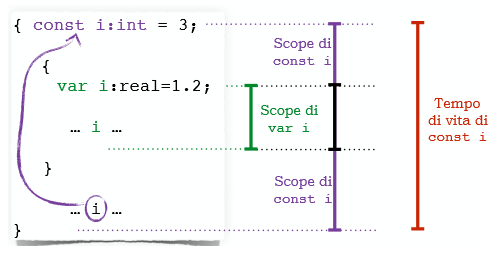 { const i:int = 3;
{
var i:real=1.2;
… i …
}
… i …
}
Scope di
const i
Scope di
var i
Scope di
const i
Tempo
di vita di
const i